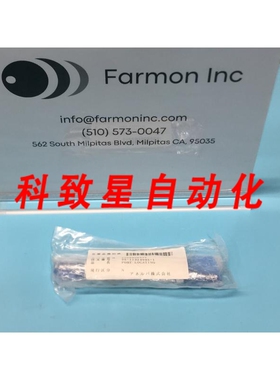 Farmon Inc
info@farmoninc.com
(510) 573-0047
562 South Milpitas Blvd, Milpitas CA, 95035
科致星自动化